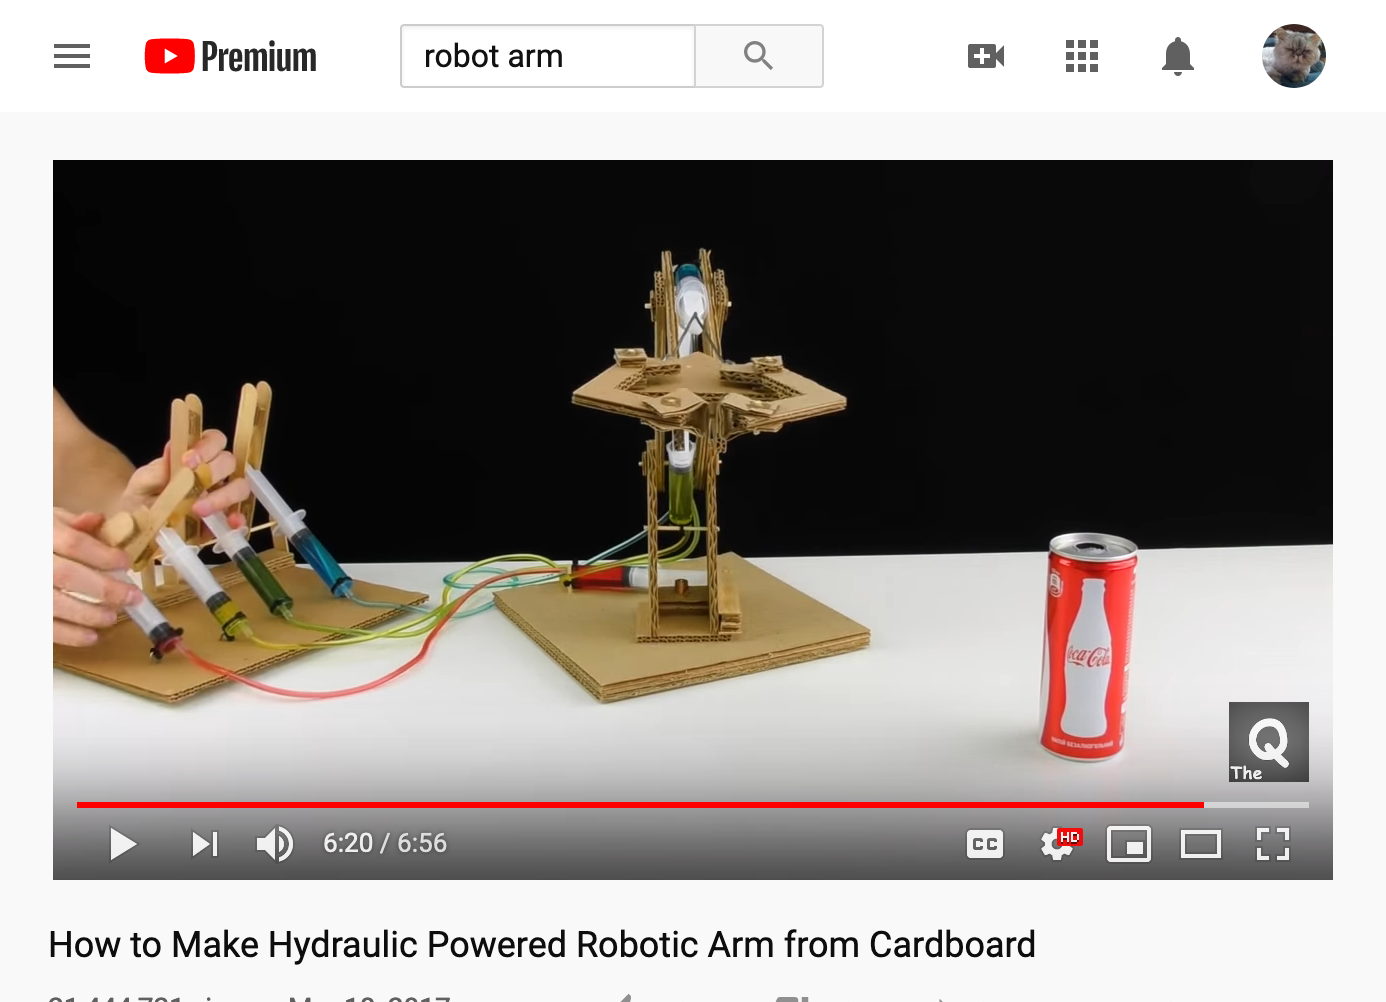 Premium
robot arm
Coca-Cola
The Q
6:20 / 6:56
CC
HD
How to Make Hydraulic Powered Robotic Arm from Cardboard